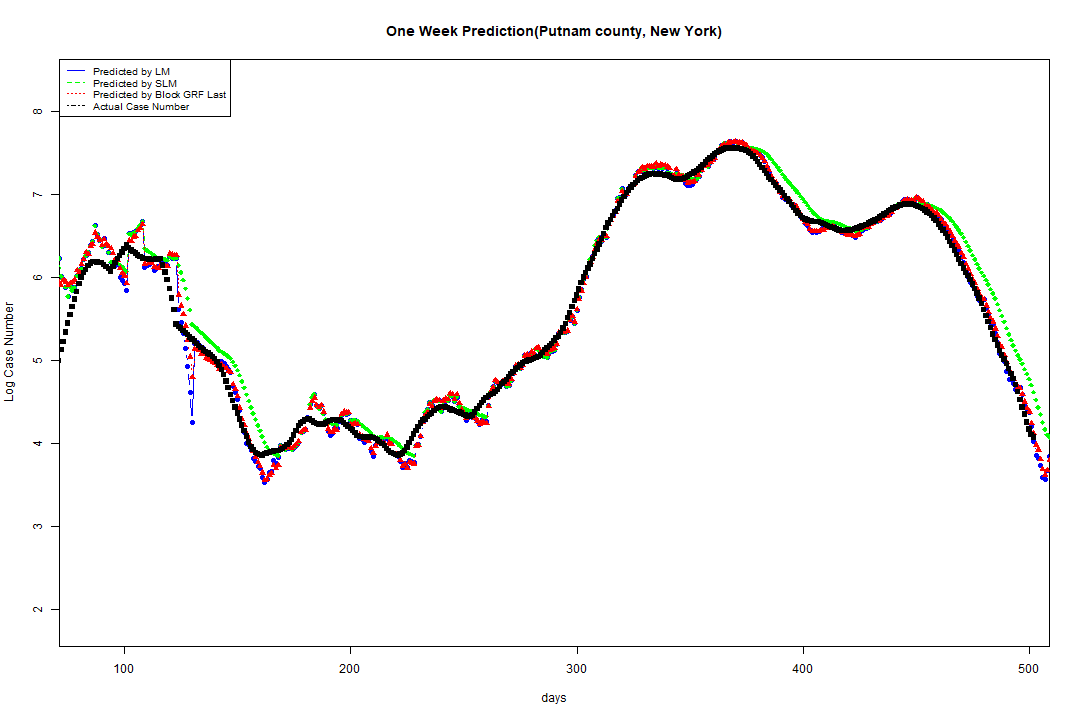 One Week Prediction(Putnam county, New York)
Predicted by LM
Predicted by SLM
Predicted by Block GRF Last
Actual Case Number
8
7
6
5
4
3
2
Log Case Number
100
200
300
400
500
days